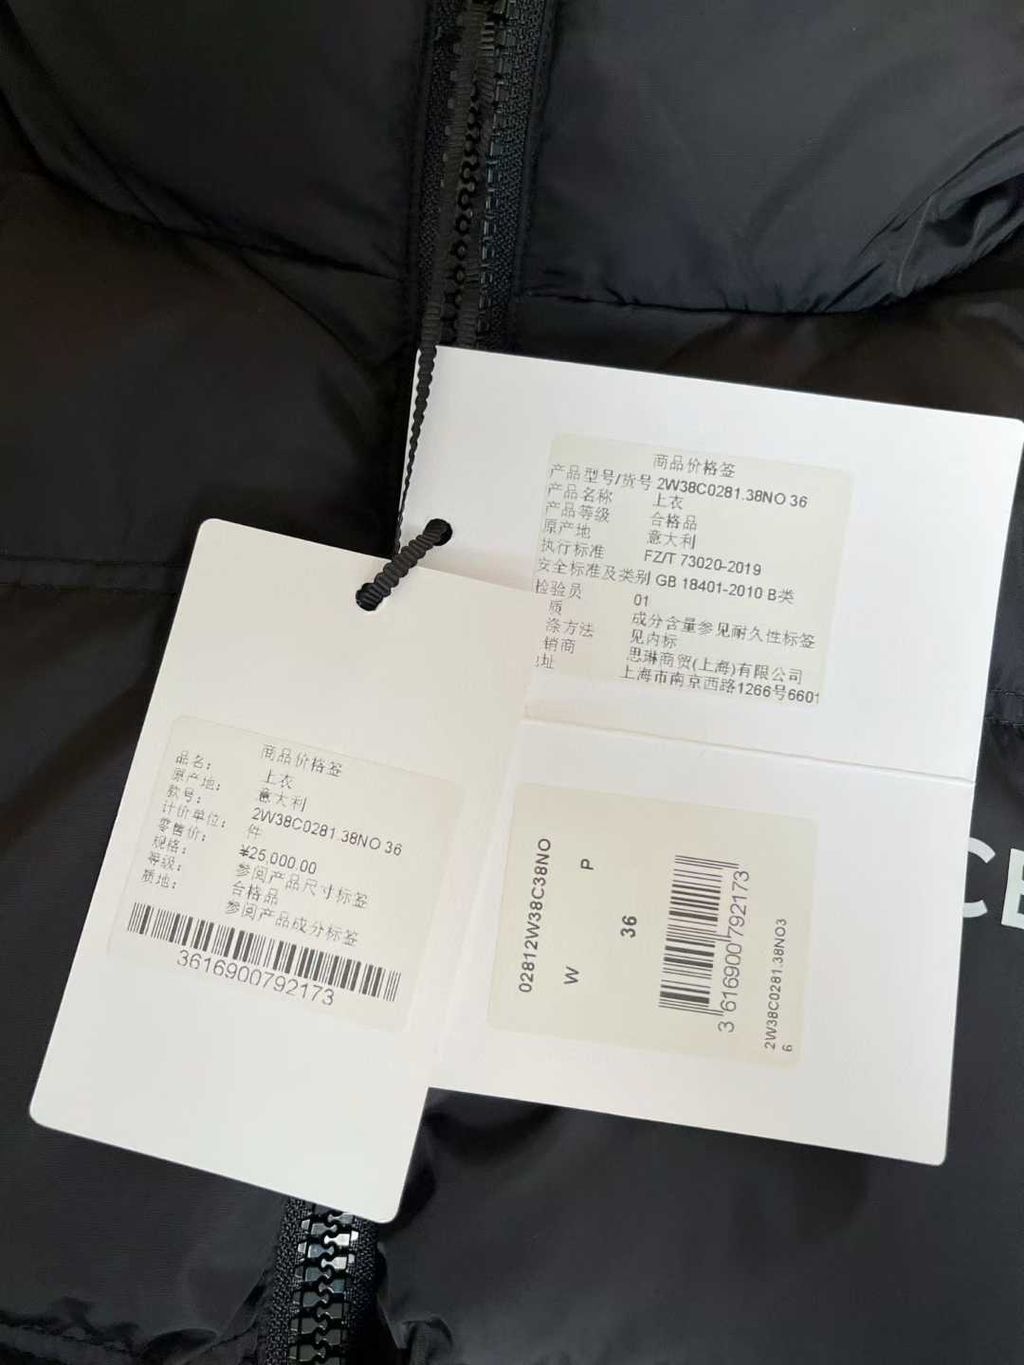 商品价格签
产品型号/货号 2W38C0281.38NO 36
产品名称 上衣
产品等级 合格品
原产地 意大利
执行标准 FZ/T 73020-2019
安全标准及类别 GB 18401-2010 B类
检验员 01
质 成分含量参见耐久性标签
涤方法 见内标
销商 思琳商贸(上海)有限公司
址 上海市南京西路1266号6601
商品价格签
品名: 上衣
原产地: 意大利
款号: 2W38C0281.38NO 36
计价单位: 件
零售价: ¥25,000.00
规格: 参阅产品尺寸标签
等级: 合格品
质地: 参阅产品成分标签
3616900792173
02812W38C38NO
W P
36
3 616900 792173
2W38C0281.38NO3
6
CE